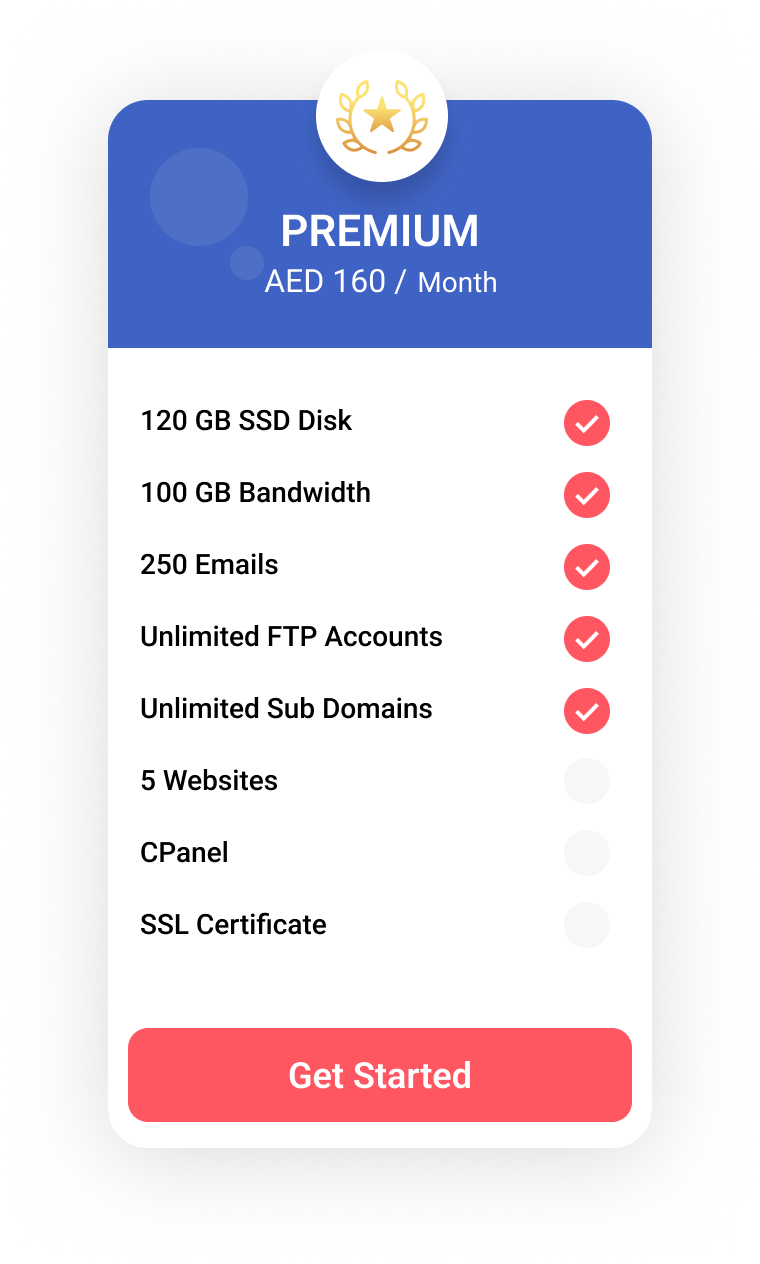 PREMIUM
AED 160 / Month
120 GB SSD Disk
100 GB Bandwidth
250 Emails
Unlimited FTP Accounts
Unlimited Sub Domains
5 Websites
CPanel
SSL Certificate
Get Started